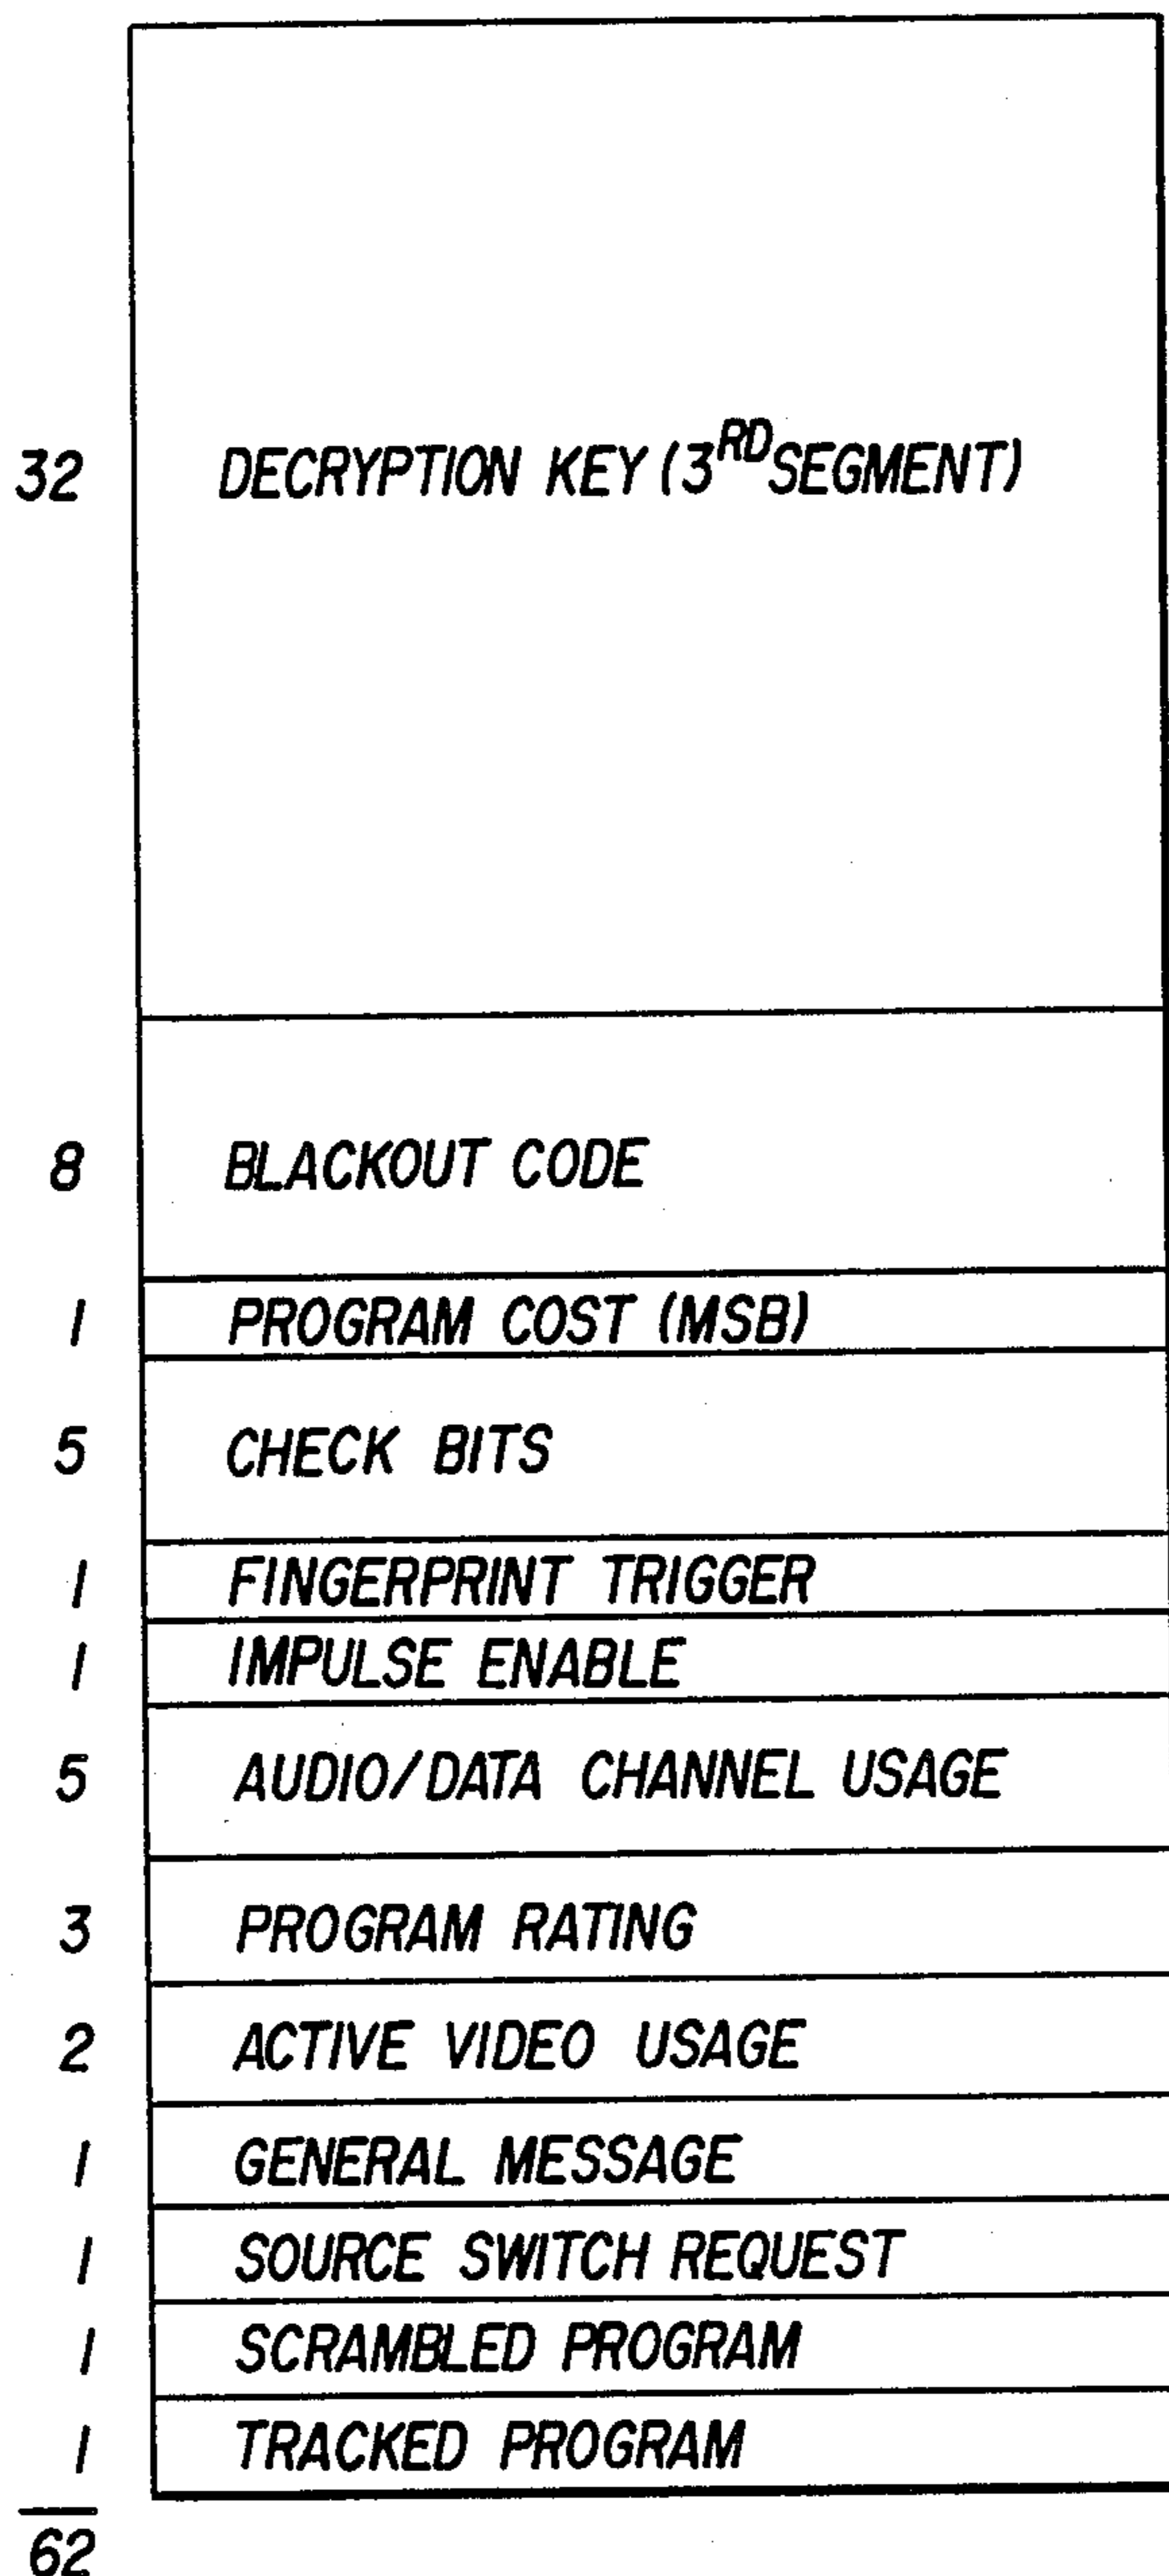 32 DECRYPTION KEY (3RD SEGMENT)
8 BLACKOUT CODE
1 PROGRAM COST (MSB)
5 CHECK BITS
1 FINGERPRINT TRIGGER
1 IMPULSE ENABLE
5 AUDIO/DATA CHANNEL USAGE
3 PROGRAM RATING
2 ACTIVE VIDEO USAGE
1 GENERAL MESSAGE
1 SOURCE SWITCH REQUEST
1 SCRAMBLED PROGRAM
1 TRACKED PROGRAM
62